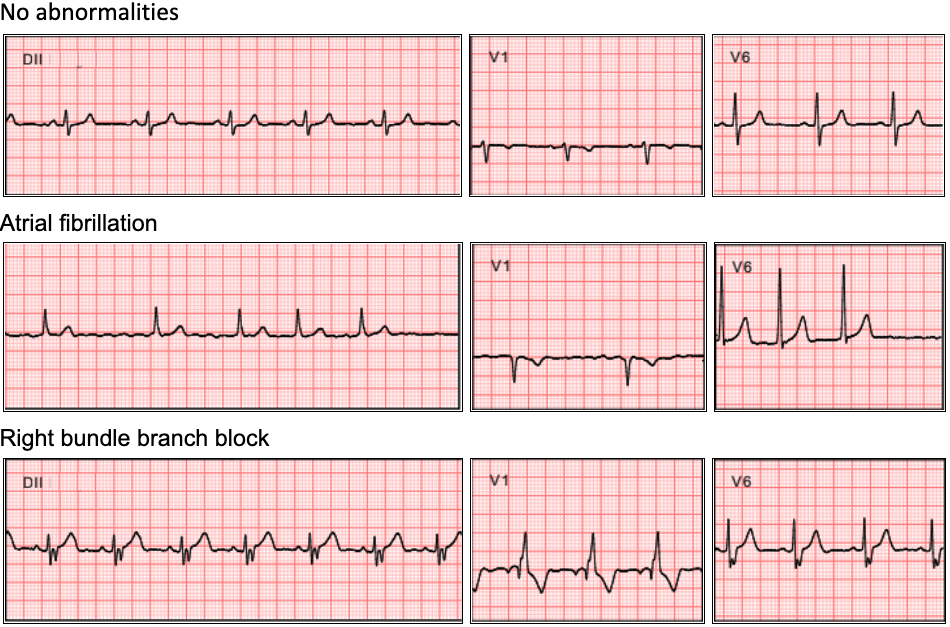 No abnormalities
DII
V1
V6
Atrial fibrillation
V1
V6
Right bundle branch block
DII
V1
V6